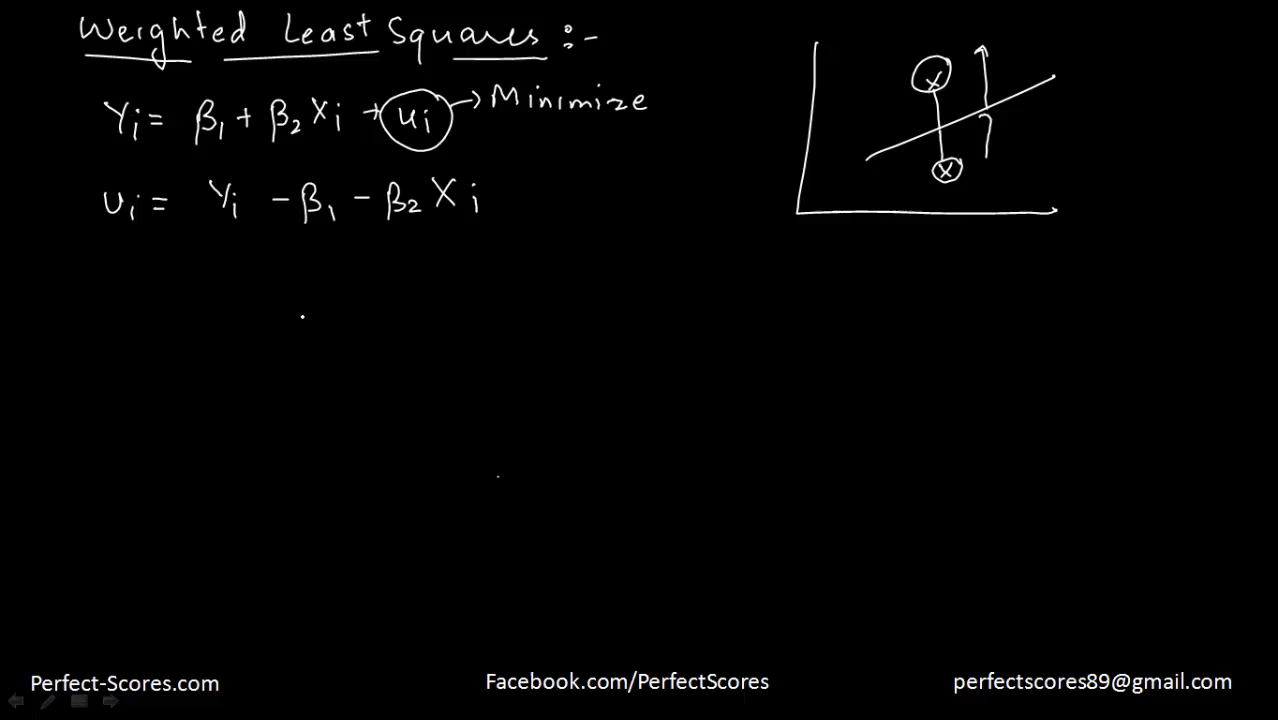 Weighted Least Squares :-
Yi = β1 + β2 Xi + ui → Minimize
ui = Yi - β1 - β2 Xi
x
x
Perfect-Scores.com
Facebook.com/PerfectScores
perfectscores89@gmail.com